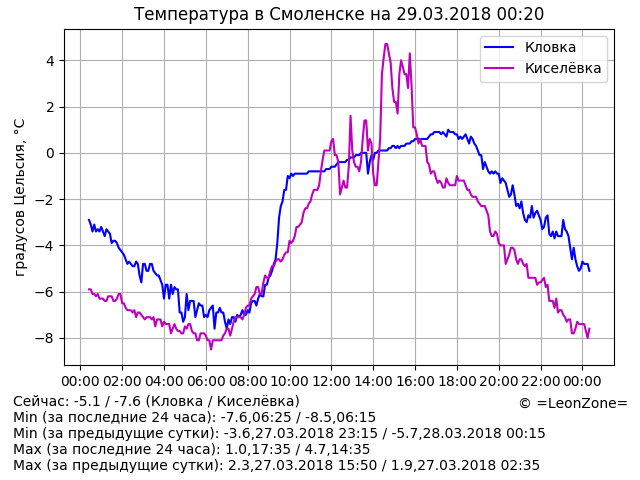 Температура в Смоленске на 29.03.2018 00:20
градусов Цельсия, °C
4
2
0
−2
−4
−6
−8
Кловка
Киселёвка
00:00 02:00 04:00 06:00 08:00 10:00 12:00 14:00 16:00 18:00 20:00 22:00 00:00
Сейчас: -5.1 / -7.6 (Кловка / Киселёвка)
© =LeonZone=
Min (за последние 24 часа): -7.6,06:25 / -8.5,06:15
Min (за предыдущие сутки): -3.6,27.03.2018 23:15 / -5.7,28.03.2018 00:15
Max (за последние 24 часа): 1.0,17:35 / 4.7,14:35
Max (за предыдущие сутки): 2.3,27.03.2018 15:50 / 1.9,27.03.2018 02:35